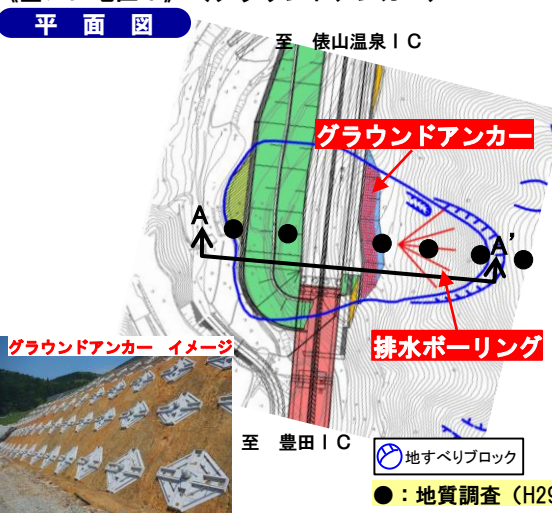 平面図
至 俵山温泉ＩＣ
グラウンドアンカー
A
A'
排水ボーリング
グラウンドアンカー イメージ
至 豊田ＩＣ
地すべりブロック
●：地質調査（H29